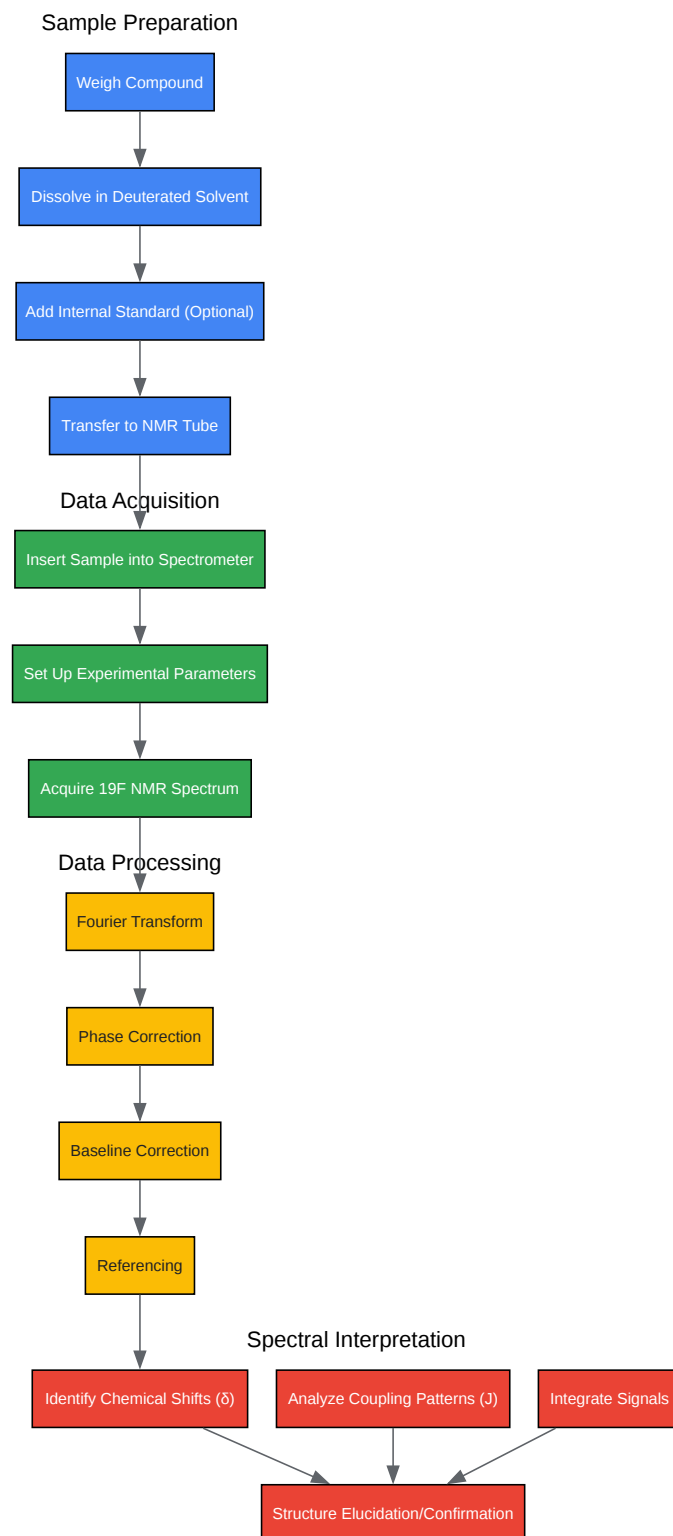 Sample Preparation
Weigh Compound
Dissolve in Deuterated Solvent
Add Internal Standard (Optional)
Transfer to NMR Tube
Data Acquisition
Insert Sample into Spectrometer
Set Up Experimental Parameters
Acquire 19F NMR Spectrum
Data Processing
Fourier Transform
Phase Correction
Baseline Correction
Referencing
Spectral Interpretation
Identify Chemical Shifts (δ)
Analyze Coupling Patterns (J)
Integrate Signals
Structure Elucidation/Confirmation